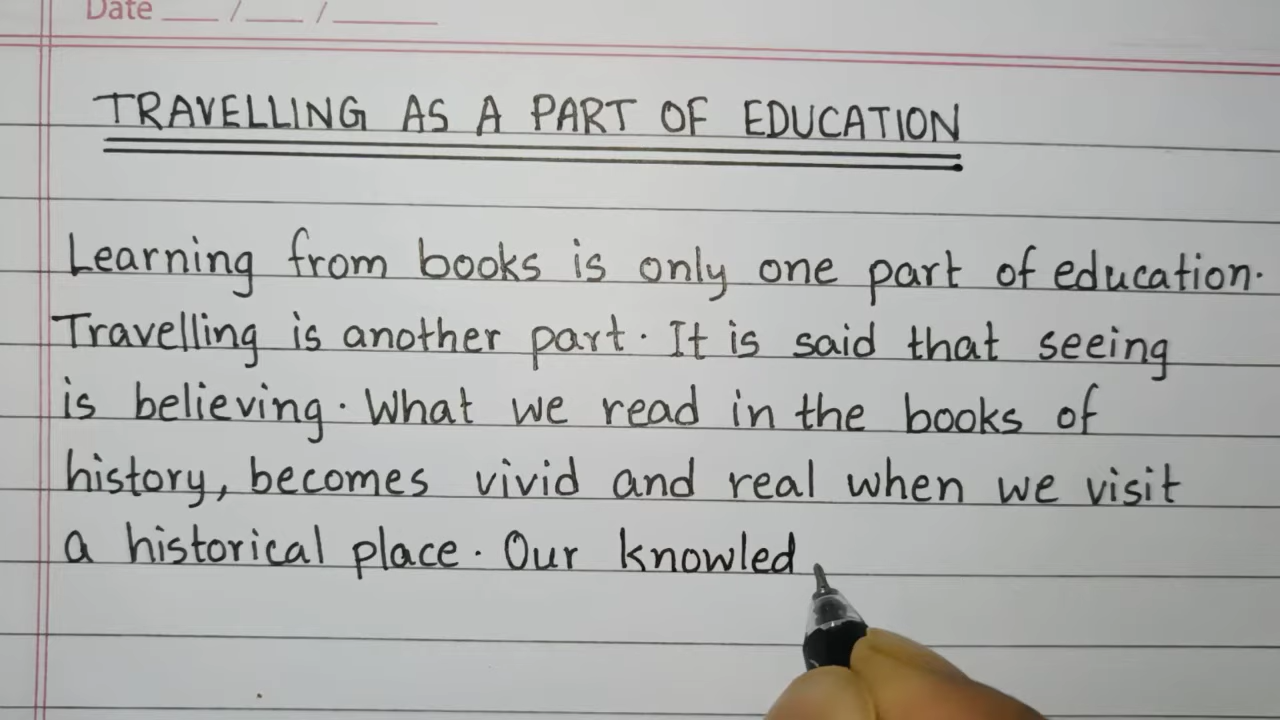 Date ___ / ___ / ______
TRAVELLING AS A PART OF EDUCATION
Learning from books is only one part of education.
Travelling is another part. It is said that seeing
is believing. What we read in the books of
history, becomes vivid and real when we visit
a historical place. Our knowled